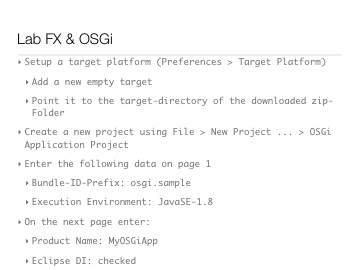 Lab FX & OSGi
‣ Setup a target platform (Preferences > Target Platform)
‣ Add a new empty target
‣ Point it to the target-directory of the downloaded zip-
Folder
‣ Create a new project using File > New Project ... > OSGi
Application Project
‣ Enter the following data on page 1
‣ Bundle-ID-Prefix: osgi.sample
‣ Execution Environment: JavaSE-1.8
‣ On the next page enter:
‣ Product Name: MyOSGiApp
‣ Eclipse DI: checked